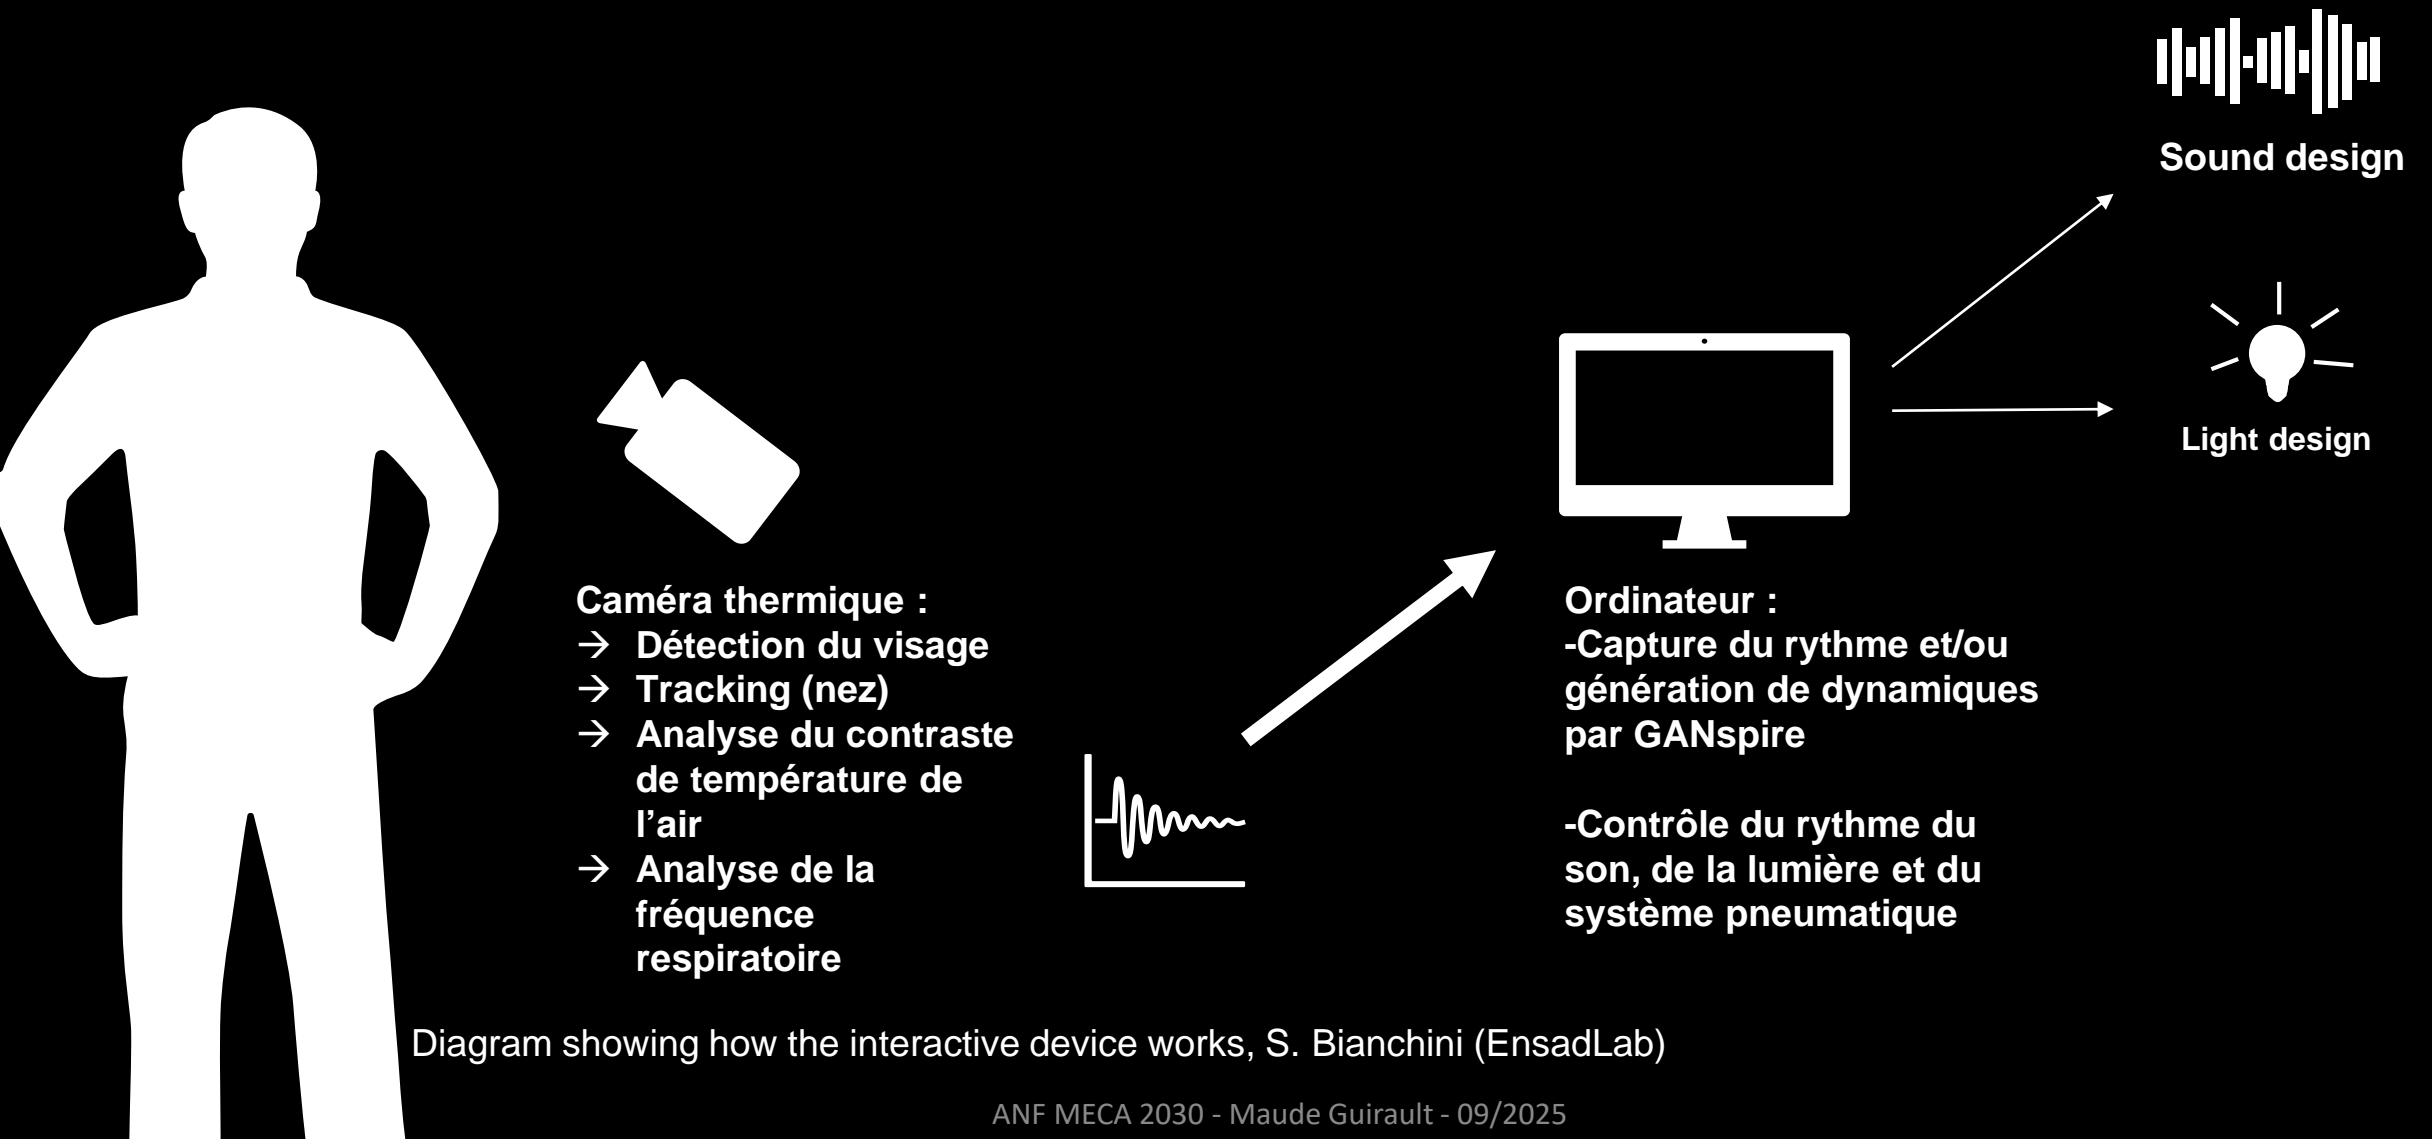 Sound design
Light design
Caméra thermique :
→ Détection du visage
→ Tracking (nez)
→ Analyse du contraste
de température de
l’air
→ Analyse de la
fréquence
respiratoire
Ordinateur :
-Capture du rythme et/ou
génération de dynamiques
par GANspire
-Contrôle du rythme du
son, de la lumière et du
système pneumatique
Diagram showing how the interactive device works, S. Bianchini (EnsadLab)
ANF MECA 2030 - Maude Guirault - 09/2025